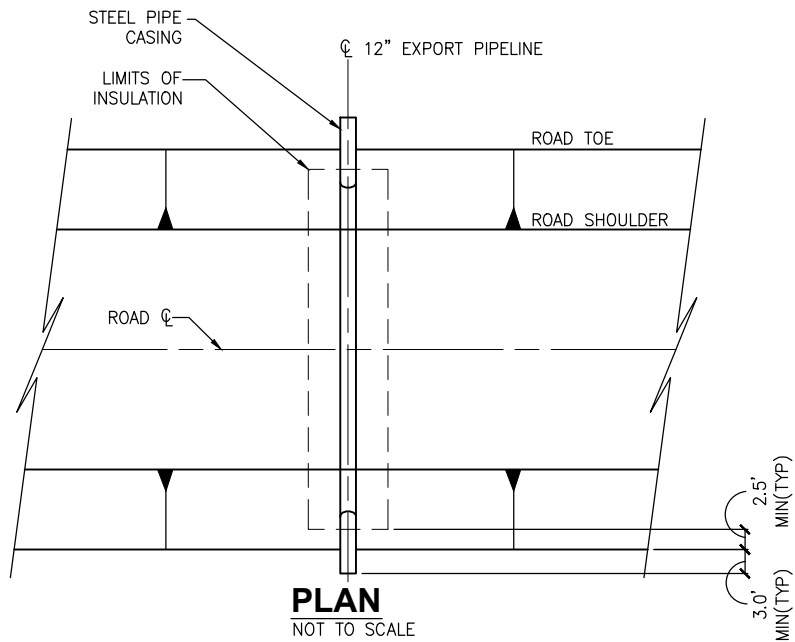 STEEL PIPE
CASING
℄ 12" EXPORT PIPELINE
LIMITS OF
INSULATION
ROAD TOE
ROAD SHOULDER
ROAD ℄
2.5'
MIN(TYP)
3.0'
MIN(TYP)
PLAN
NOT TO SCALE